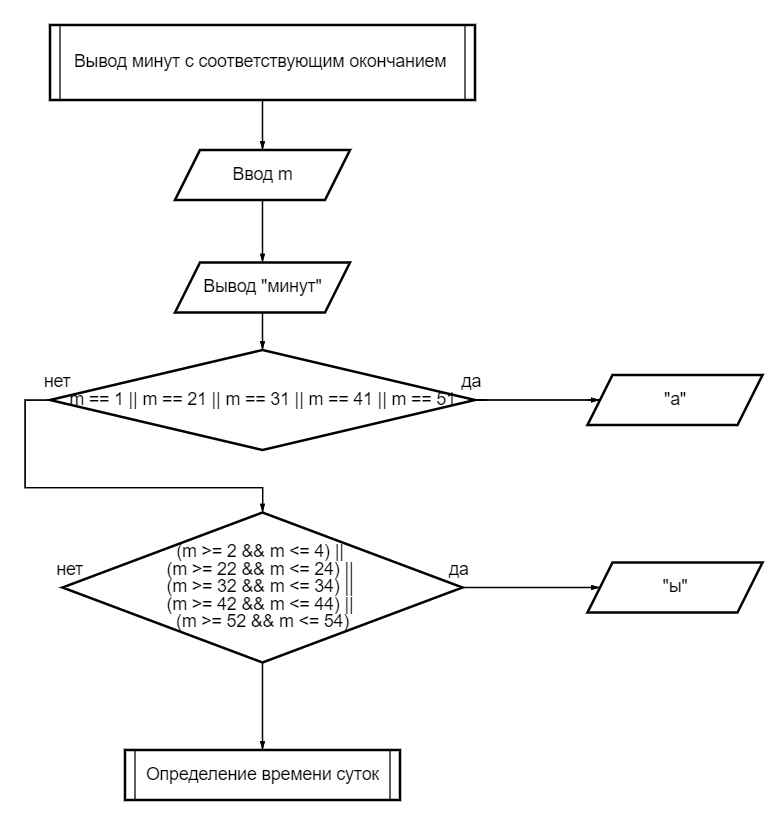 Вывод минут с соответствующим окончанием
Ввод m
Вывод "минут"
нет
да
m == 1 || m == 21 || m == 31 || m == 41 || m == 51
"а"
(m >= 2 && m <= 4) ||
(m >= 22 && m <= 24) ||
(m >= 32 && m <= 34) ||
(m >= 42 && m <= 44) ||
(m >= 52 && m <= 54)
нет
да
"ы"
Определение времени суток